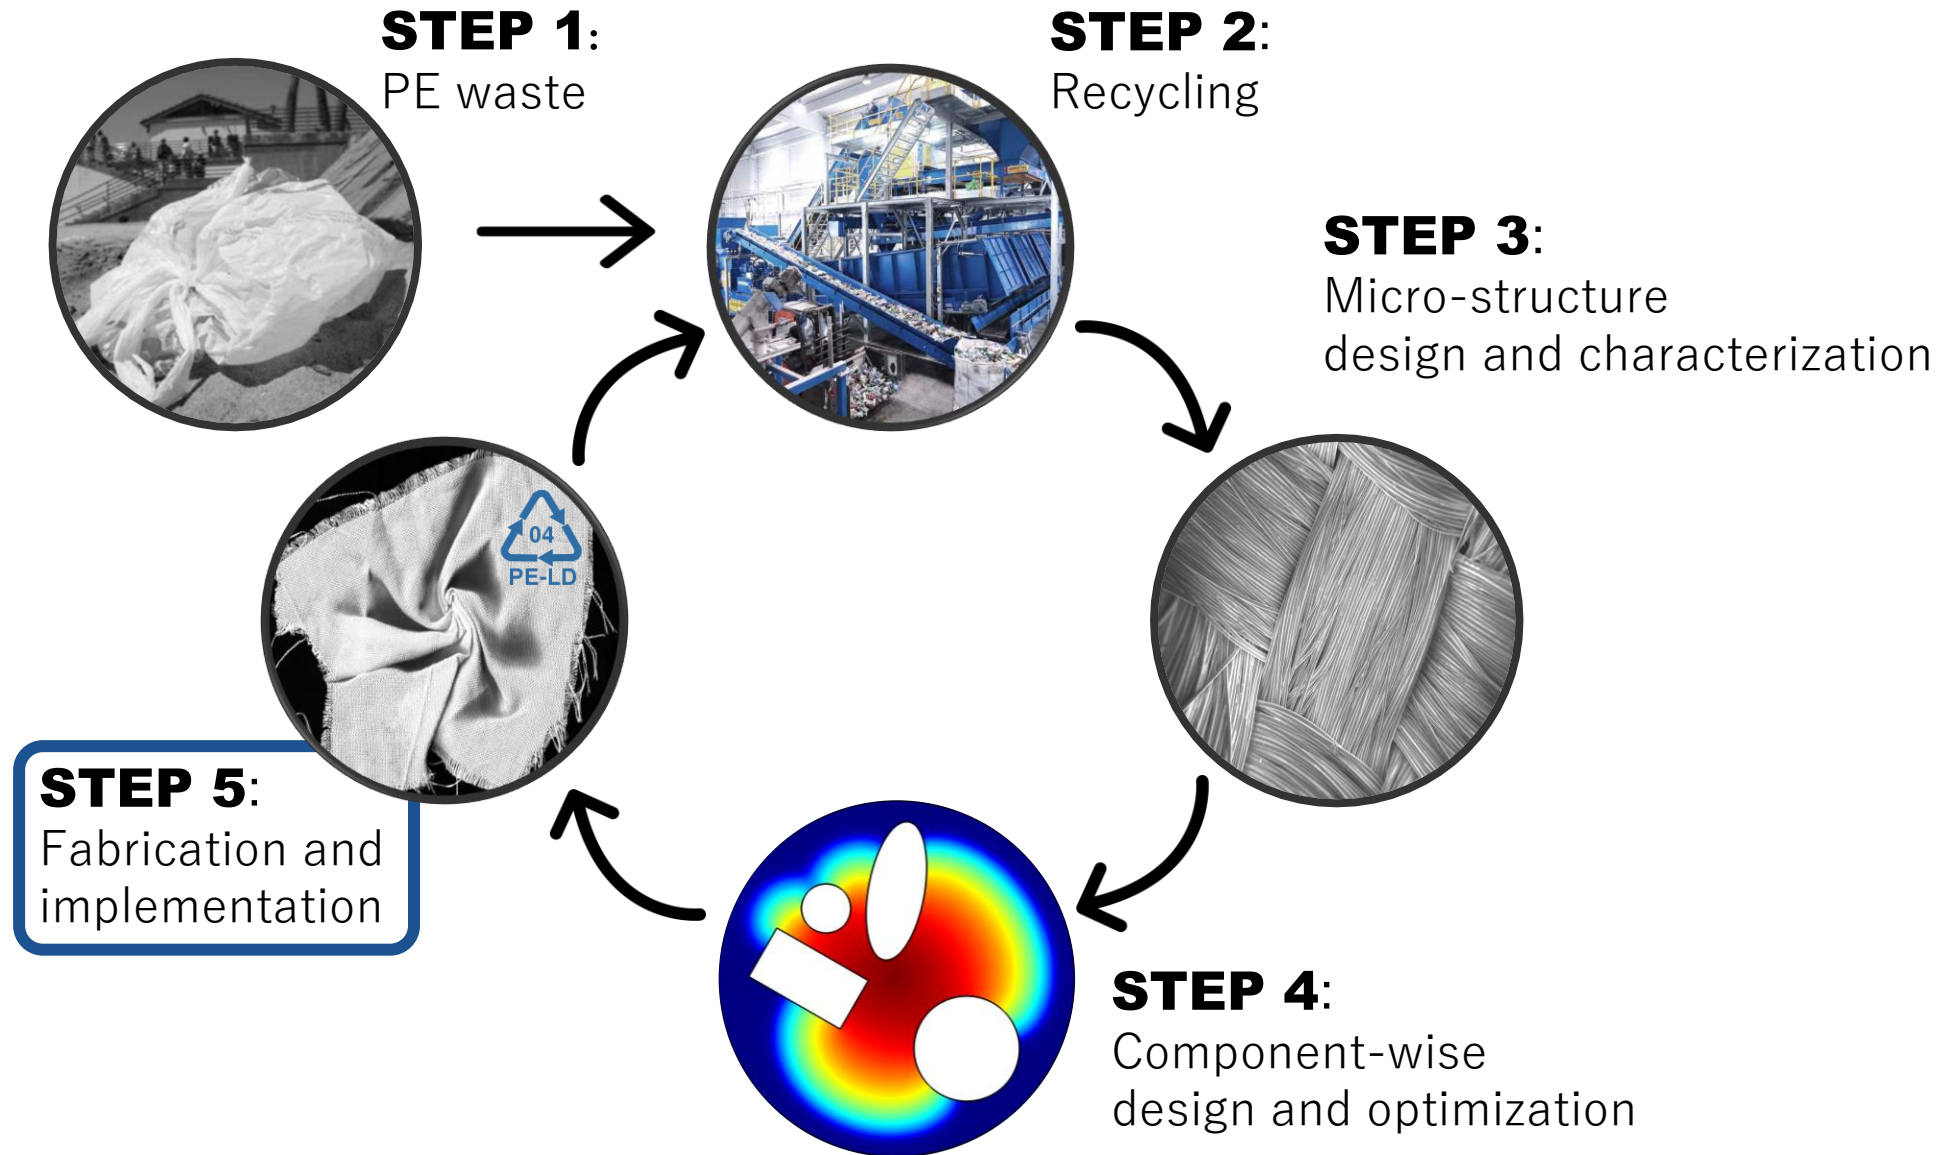 STEP 1:
PE waste
STEP 2:
Recycling
STEP 3:
Micro-structure
design and characterization
04
PE-LD
STEP 5:
Fabrication and
implementation
STEP 4:
Component-wise
design and optimization